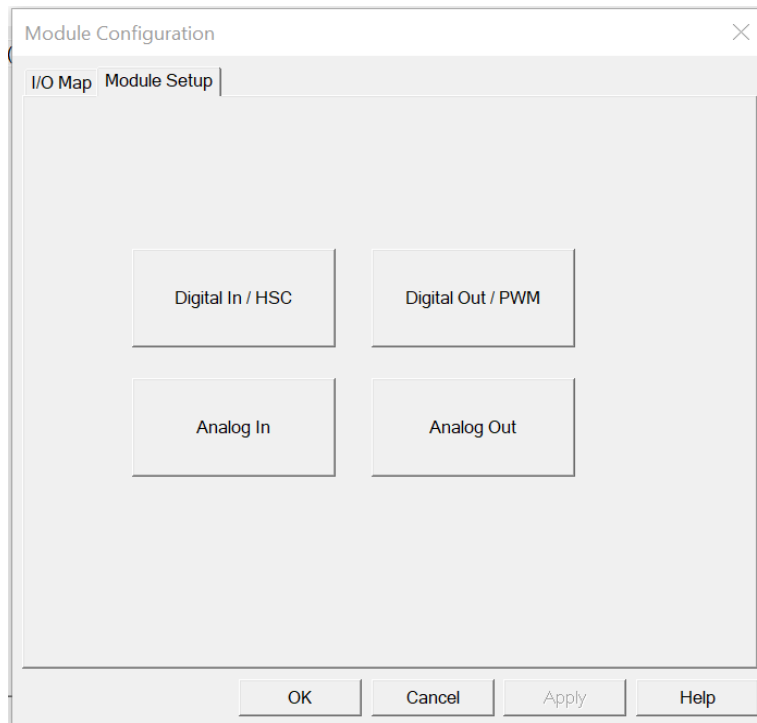 Module Configuration
I/O Map Module Setup
Digital In / HSC Digital Out / PWM
Analog In Analog Out
OK Cancel Apply Help